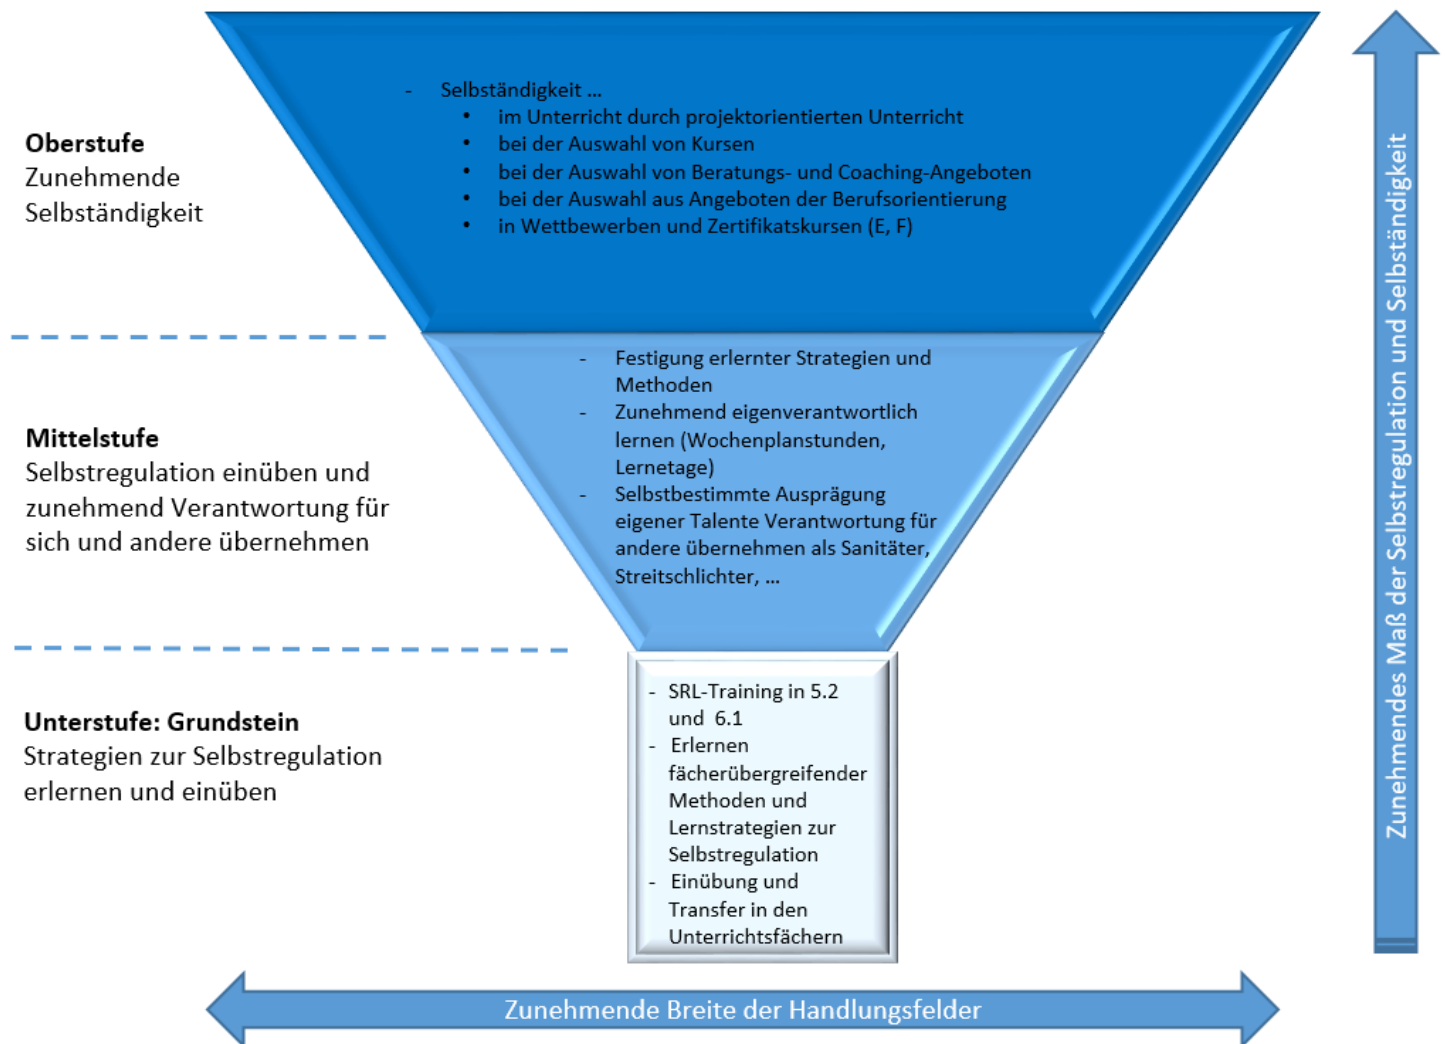 - Selbständigkeit ...
• im Unterricht durch projektorientierten Unterricht
• bei der Auswahl von Kursen
• bei der Auswahl von Beratungs- und Coaching-Angeboten
• bei der Auswahl aus Angeboten der Berufsorientierung
• in Wettbewerben und Zertifikatskursen (E, F)
Oberstufe
Zunehmende
Selbständigkeit
- Festigung erlernter Strategien und
Methoden
- Zunehmend eigenverantwortlich
lernen (Wochenplanstunden,
Lernetage)
- Selbstbestimmte Ausprägung
eigener Talente Verantwortung für
andere übernehmen als Sanitäter,
Streitschlichter, ...
Mittelstufe
Selbstregulation einüben und
zunehmend Verantwortung für
sich und andere übernehmen
- SRL-Training in 5.2
und 6.1
- Erlernen
fächerübergreifender
Methoden und
Lernstrategien zur
Selbstregulation
- Einübung und
Transfer in den
Unterrichtsfächern
Unterstufe: Grundstein
Strategien zur Selbstregulation
erlernen und einüben
Zunehmendes Maß der Selbstregulation und Selbständigkeit
Zunehmende Breite der Handlungsfelder